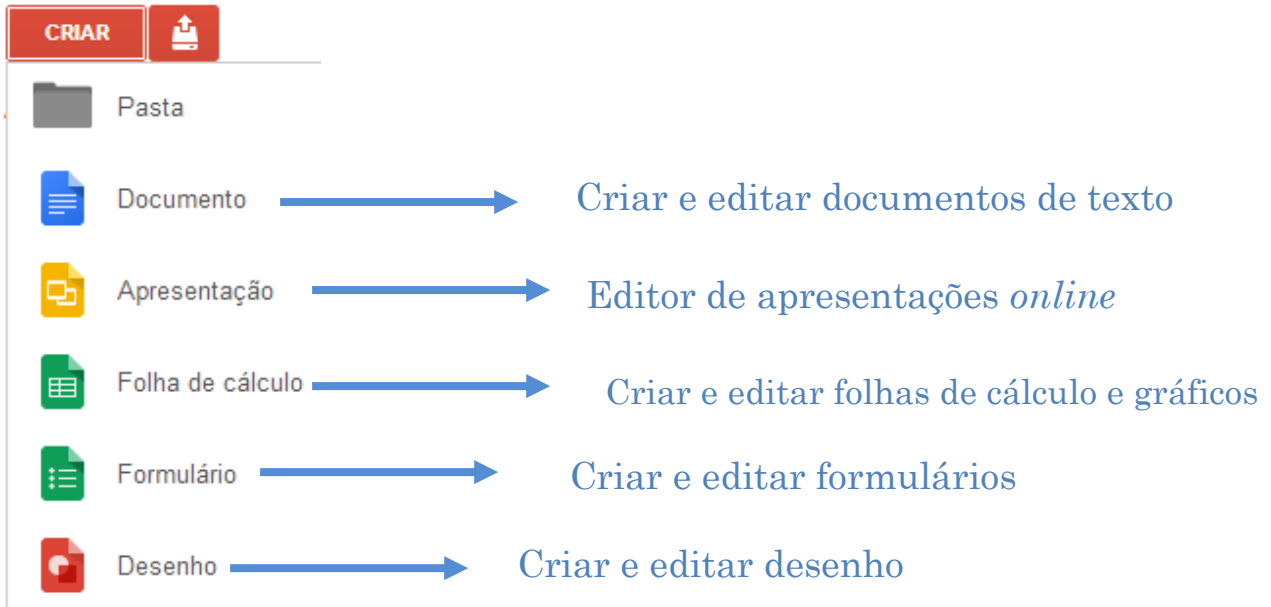 CRIAR
Pasta
Documento Criar e editar documentos de texto
Apresentação Editor de apresentações online
Folha de cálculo Criar e editar folhas de cálculo e gráficos
Formulário Criar e editar formulários
Desenho Criar e editar desenho